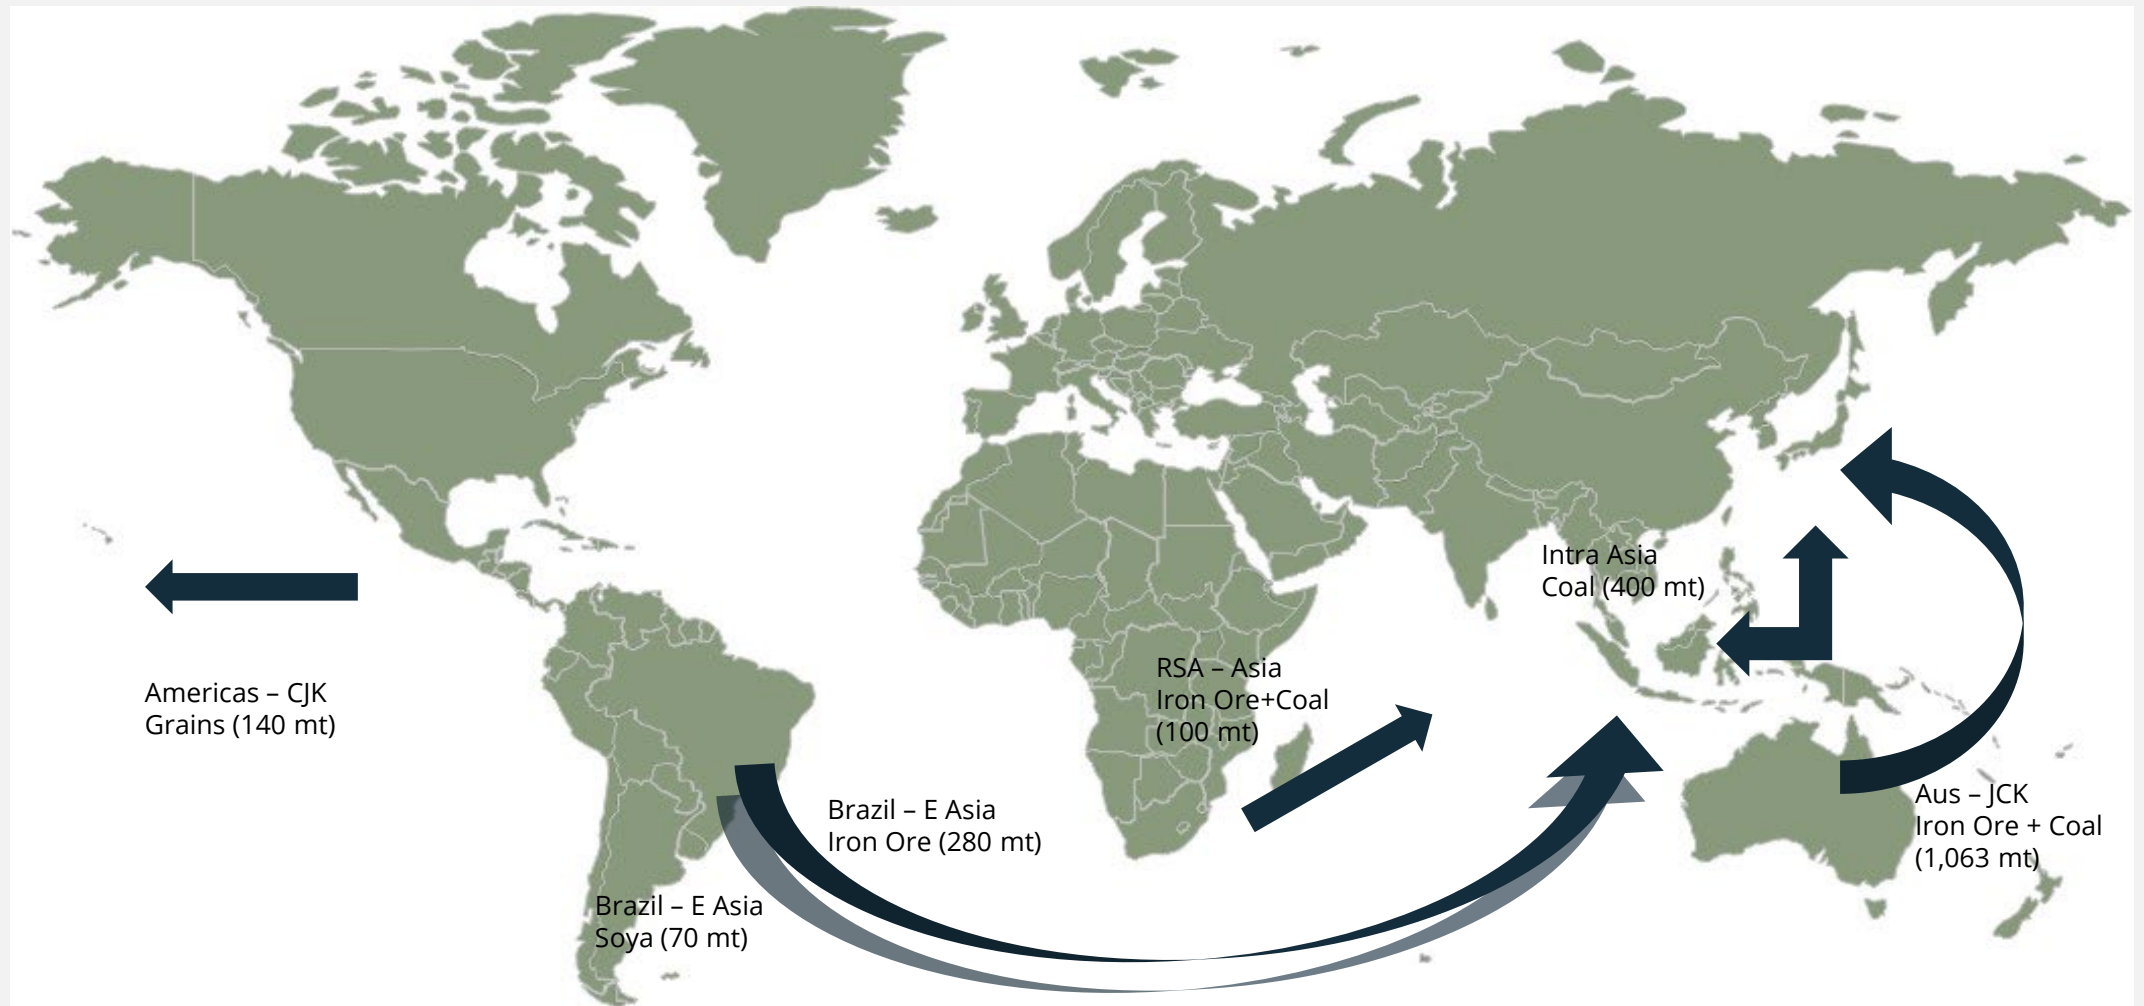 Americas – CJK
Grains (140 mt)
Brazil – E Asia
Soya (70 mt)
Brazil – E Asia
Iron Ore (280 mt)
RSA – Asia
Iron Ore+Coal
(100 mt)
Intra Asia
Coal (400 mt)
Aus – JCK
Iron Ore + Coal
(1,063 mt)